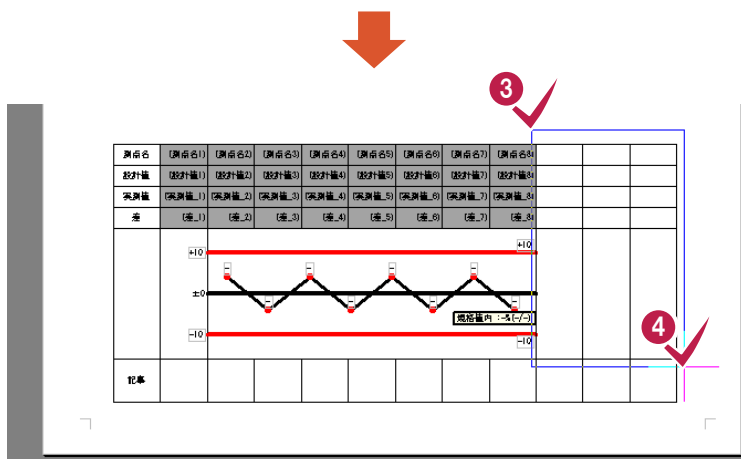 3
測点名 (測点名1) (測点名2) (測点名3) (測点名4) (測点名5) (測点名6) (測点名7) (測点名8)
設計値 (設計値1) (設計値2) (設計値3) (設計値4) (設計値5) (設計値6) (設計値7) (設計値8)
実測値 (実測値_1) (実測値_2) (実測値_3) (実測値_4) (実測値_5) (実測値_6) (実測値_7) (実測値_8)
差 (差_1) (差_2) (差_3) (差_4) (差_5) (差_6) (差_7) (差_8)
+10 +10
- - - -
±0
- - - -
規格値内 :-%(-/-)
4
-10 -10
記事